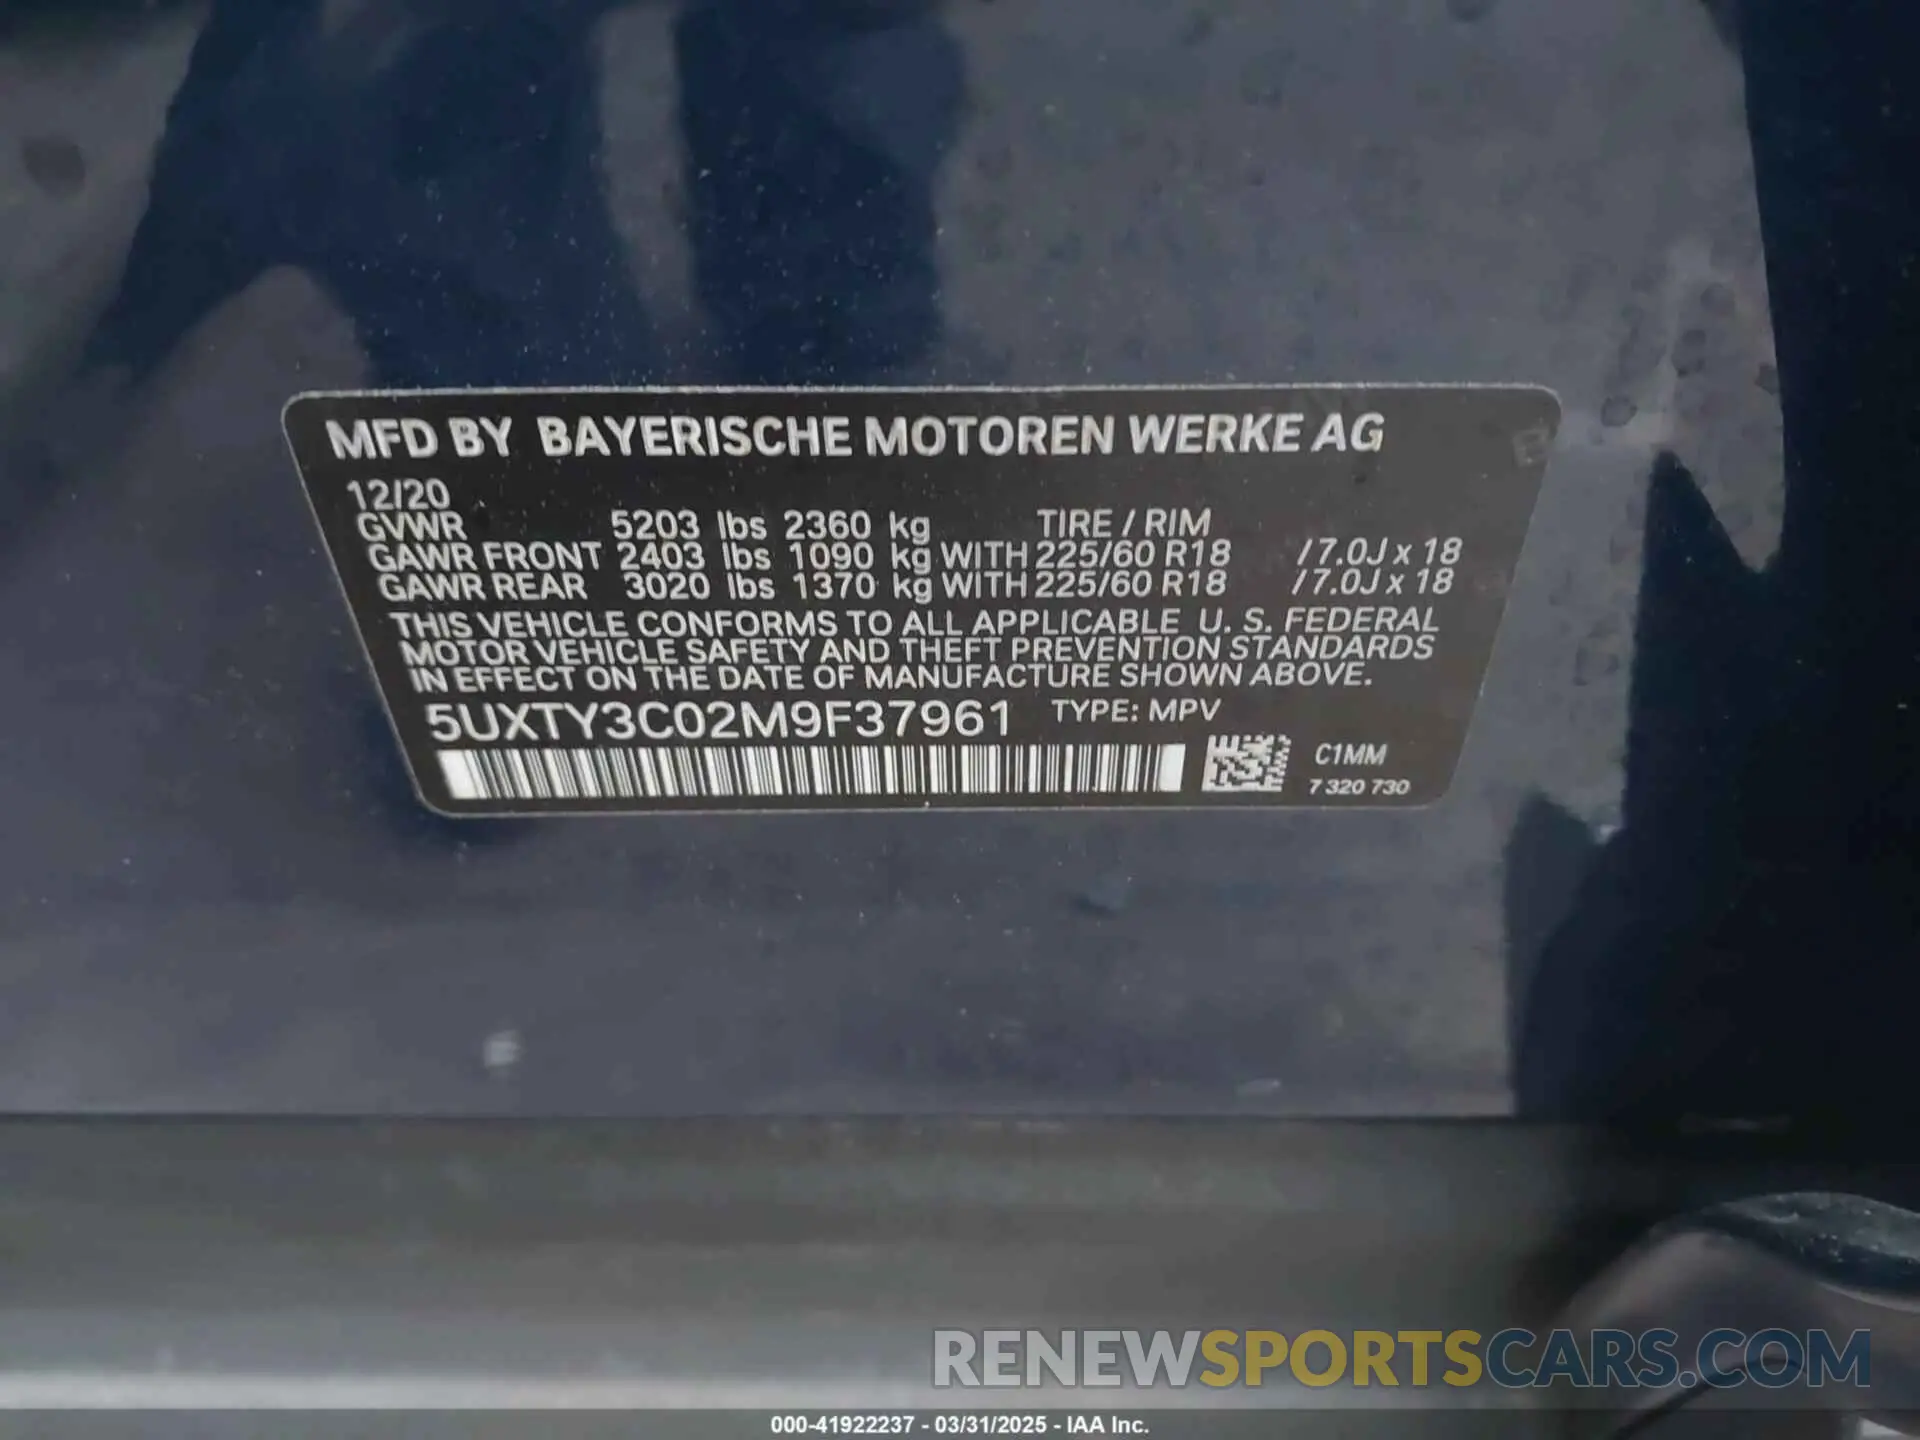 MFD BY BAYERISCHE MOTOREN WERKE AG
12/20
GVWR 5203 lbs 2360 kg TIRE / RIM
GAWR FRONT 2403 lbs 1090 kg WITH 225/60 R18 / 7.0J x 18
GAWR REAR 3020 lbs 1370 kg WITH 225/60 R18 / 7.0J x 18
THIS VEHICLE CONFORMS TO ALL APPLICABLE U. S. FEDERAL
MOTOR VEHICLE SAFETY AND THEFT PREVENTION STANDARDS
IN EFFECT ON THE DATE OF MANUFACTURE SHOWN ABOVE.
5UXTY3C02M9F37961 TYPE: MPV
C1MM
7 320 730
RENEWSPORTSCARS.COM
000-41922237 - 03/31/2025 - IAA Inc.